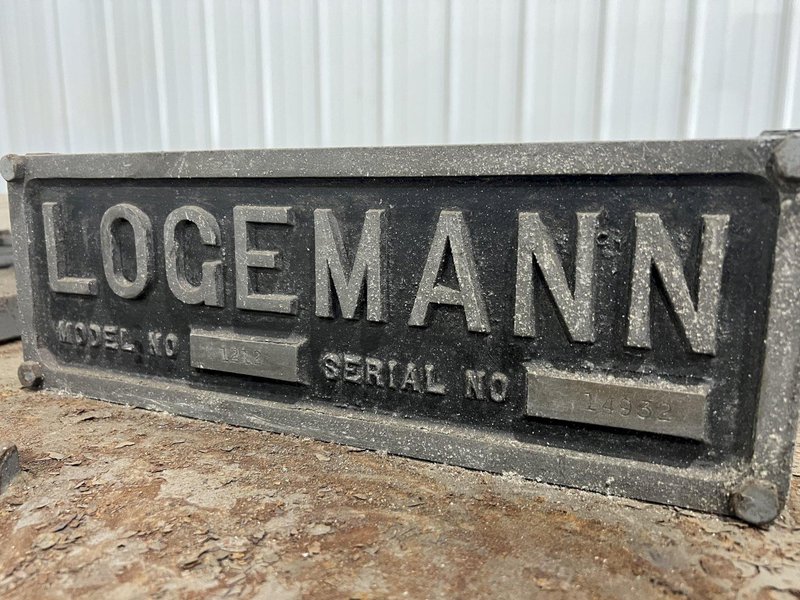 LOGEMANN
MODEL NO 1212 SERIAL NO 14932